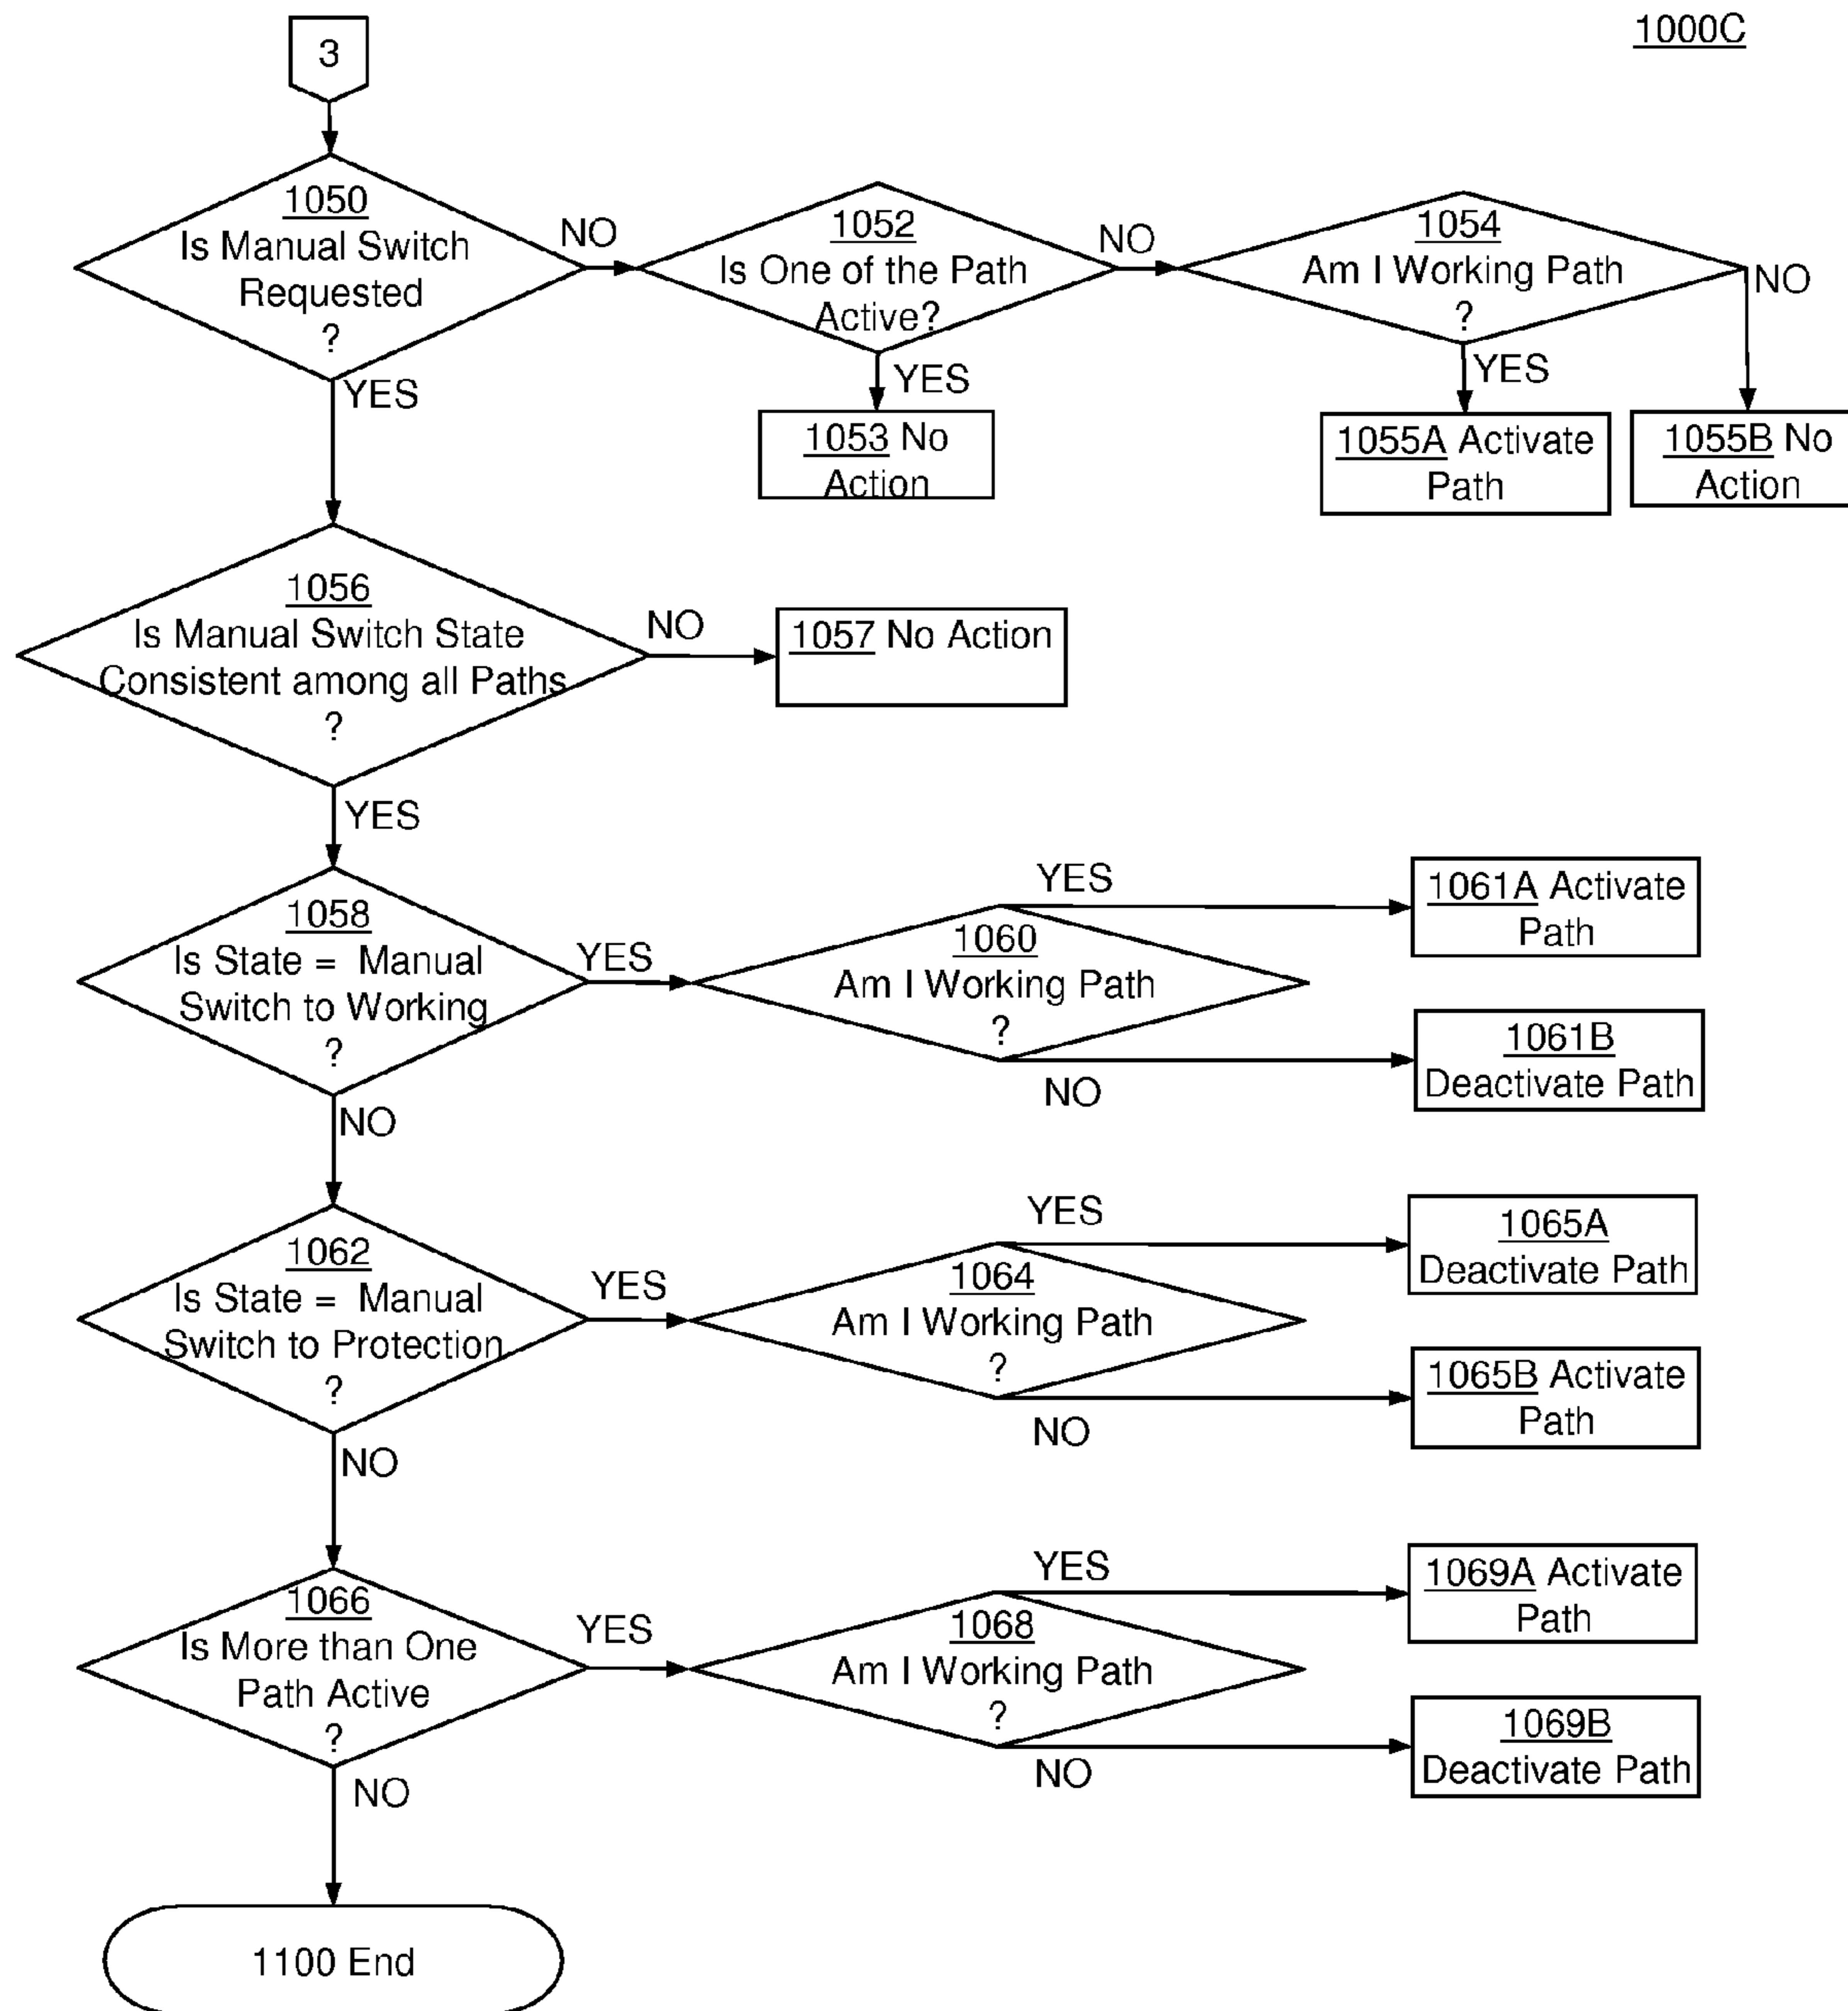 1000C
3
1050
Is Manual Switch
Requested
?
NO
YES
1052
Is One of the Path
Active?
NO
YES
1053 No
Action
1054
Am I Working Path
?
NO
YES
1055A Activate
Path
1055B No
Action
1056
Is Manual Switch State
Consistent among all Paths
?
NO
YES
1057 No Action
1058
Is State = Manual
Switch to Working
?
YES
NO
1060
Am I Working Path
?
YES
NO
1061A Activate
Path
1061B
Deactivate Path
1062
Is State = Manual
Switch to Protection
?
YES
NO
1064
Am I Working Path
?
YES
NO
1065A
Deactivate Path
1065B Activate
Path
1066
Is More than One
Path Active
?
YES
NO
1068
Am I Working Path
?
YES
NO
1069A Activate
Path
1069B
Deactivate Path
1100 End